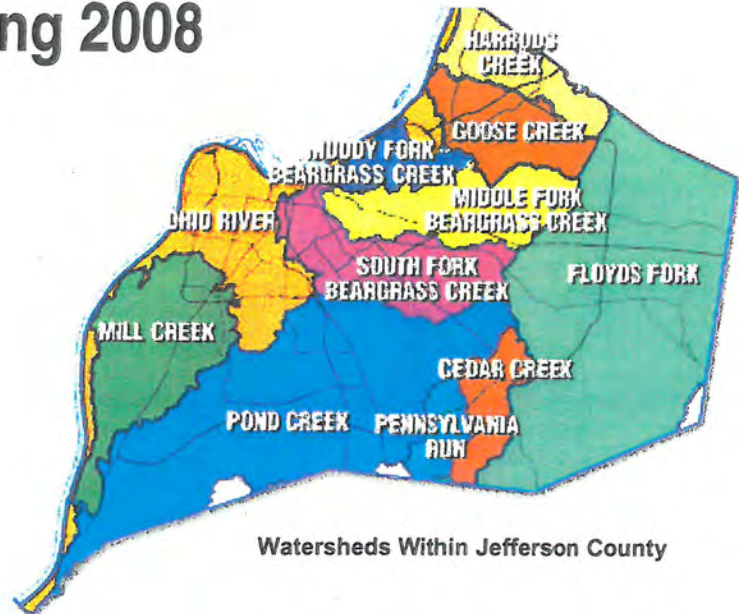 ng 2008
HARRODS
CREEK
GOOSE CREEK
MUDDY FORK
BEARGRASS CREEK
MIDDLE FORK
BEARGRASS CREEK
OHIO RIVER
SOUTH FORK
BEARGRASS CREEK
FLOYDS FORK
MILL CREEK
CEDAR CREEK
POND CREEK
PENNSYLVANIA
RUN
Watersheds Within Jefferson County